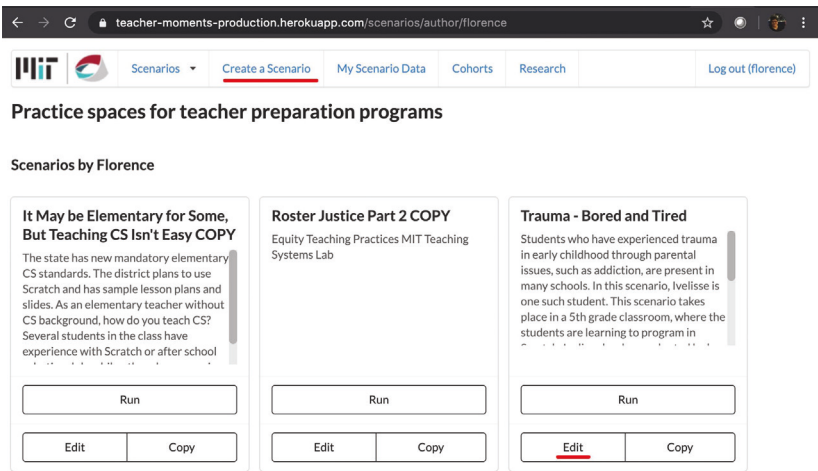 teacher-moments-production.herokuapp.com/scenarios/author/florence
MIT
Scenarios
Create a Scenario
My Scenario Data
Cohorts
Research
Log out (florence)
Practice spaces for teacher preparation programs
Scenarios by Florence
It May be Elementary for Some,
But Teaching CS Isn't Easy COPY
The state has new mandatory elementary
CS standards. The district plans to use
Scratch and has sample lesson plans and
slides. As an elementary teacher without
CS background, how do you teach CS?
Several students in the class have
experience with Scratch or after school
Run
Edit
Copy
Roster Justice Part 2 COPY
Equity Teaching Practices MIT Teaching
Systems Lab
Run
Edit
Copy
Trauma - Bored and Tired
Students who have experienced trauma
in early childhood through parental
issues, such as addiction, are present in
many schools. In this scenario, Ivelisse is
one such student. This scenario takes
place in a 5th grade classroom, where the
students are learning to program in
Run
Edit
Copy